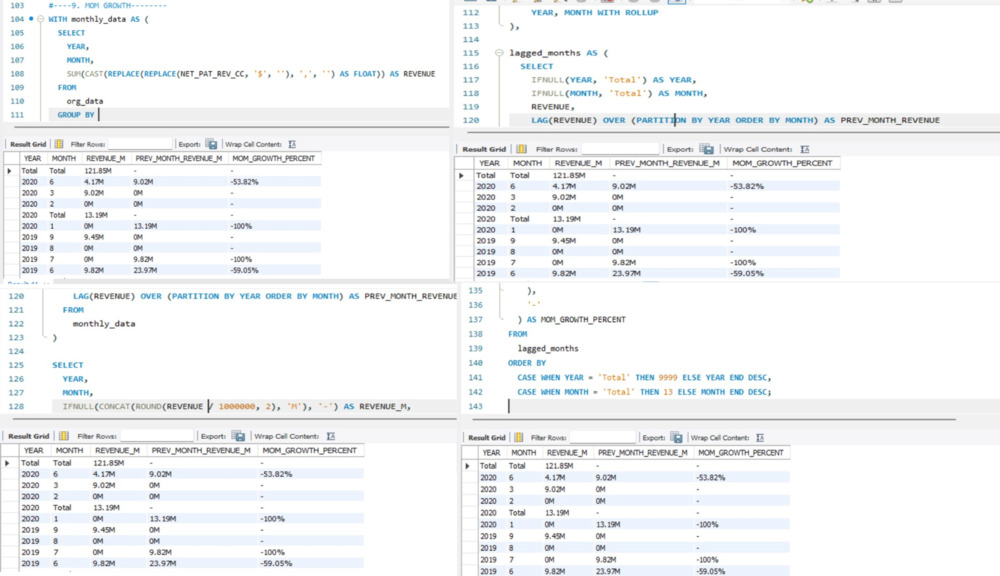 103 #----9. MOM GROWTH--------
104 WITH monthly_data AS (
105 SELECT
106 YEAR,
107 MONTH,
108 SUM(CAST(REPLACE(REPLACE(NET_PAT_REV_CC, '$', ''), ',', '') AS FLOAT)) AS REVENUE
109 FROM
110 org_data
111 GROUP BY
Result Grid Filter Rows: Export: Wrap Cell Content:
YEAR MONTH REVENUE_M PREV_MONTH_REVENUE_M MOM_GROWTH_PERCENT
Total Total 121.85M - -
2020 6 4.17M 9.02M -53.82%
2020 3 9.02M 0M -
2020 2 0M 0M -
2020 Total 13.19M - -
2020 1 0M 13.19M -100%
2019 9 9.45M 0M -
2019 8 0M 0M -
2019 7 0M 9.82M -100%
2019 6 9.82M 23.97M -59.05%
112 YEAR, MONTH WITH ROLLUP
113 ),
114
115 lagged_months AS (
116 SELECT
117 IFNULL(YEAR, 'Total') AS YEAR,
118 IFNULL(MONTH, 'Total') AS MONTH,
119 REVENUE,
120 LAG(REVENUE) OVER (PARTITION BY YEAR ORDER BY MONTH) AS PREV_MONTH_REVENUE
Result Grid Filter Rows: Export: Wrap Cell Content:
YEAR MONTH REVENUE_M PREV_MONTH_REVENUE_M MOM_GROWTH_PERCENT
Total Total 121.85M - -
2020 6 4.17M 9.02M -53.82%
2020 3 9.02M 0M -
2020 2 0M 0M -
2020 Total 13.19M - -
2020 1 0M 13.19M -100%
2019 9 9.45M 0M -
2019 8 0M 0M -
2019 7 0M 9.82M -100%
2019 6 9.82M 23.97M -59.05%
120 LAG(REVENUE) OVER (PARTITION BY YEAR ORDER BY MONTH) AS PREV_MONTH_REVENUE
121 FROM
122 monthly_data
123 )
124
125 SELECT
126 YEAR,
127 MONTH,
128 IFNULL(CONCAT(ROUND(REVENUE / 1000000, 2), 'M'), '-') AS REVENUE_M,
Result Grid Filter Rows: Export: Wrap Cell Content:
YEAR MONTH REVENUE_M PREV_MONTH_REVENUE_M MOM_GROWTH_PERCENT
Total Total 121.85M - -
2020 6 4.17M 9.02M -53.82%
2020 3 9.02M 0M -
2020 2 0M 0M -
2020 Total 13.19M - -
2020 1 0M 13.19M -100%
2019 9 9.45M 0M -
2019 8 0M 0M -
2019 7 0M 9.82M -100%
2019 6 9.82M 23.97M -59.05%
135 ),
136 '-'
137 ) AS MOM_GROWTH_PERCENT
138 FROM
139 lagged_months
140 ORDER BY
141 CASE WHEN YEAR = 'Total' THEN 9999 ELSE YEAR END DESC,
142 CASE WHEN MONTH = 'Total' THEN 13 ELSE MONTH END DESC;
143
Result Grid Filter Rows: Export: Wrap Cell Content:
YEAR MONTH REVENUE_M PREV_MONTH_REVENUE_M MOM_GROWTH_PERCENT
Total Total 121.85M - -
2020 6 4.17M 9.02M -53.82%
2020 3 9.02M 0M -
2020 2 0M 0M -
2020 Total 13.19M - -
2020 1 0M 13.19M -100%
2019 9 9.45M 0M -
2019 8 0M 0M -
2019 7 0M 9.82M -100%
2019 6 9.82M 23.97M -59.05%